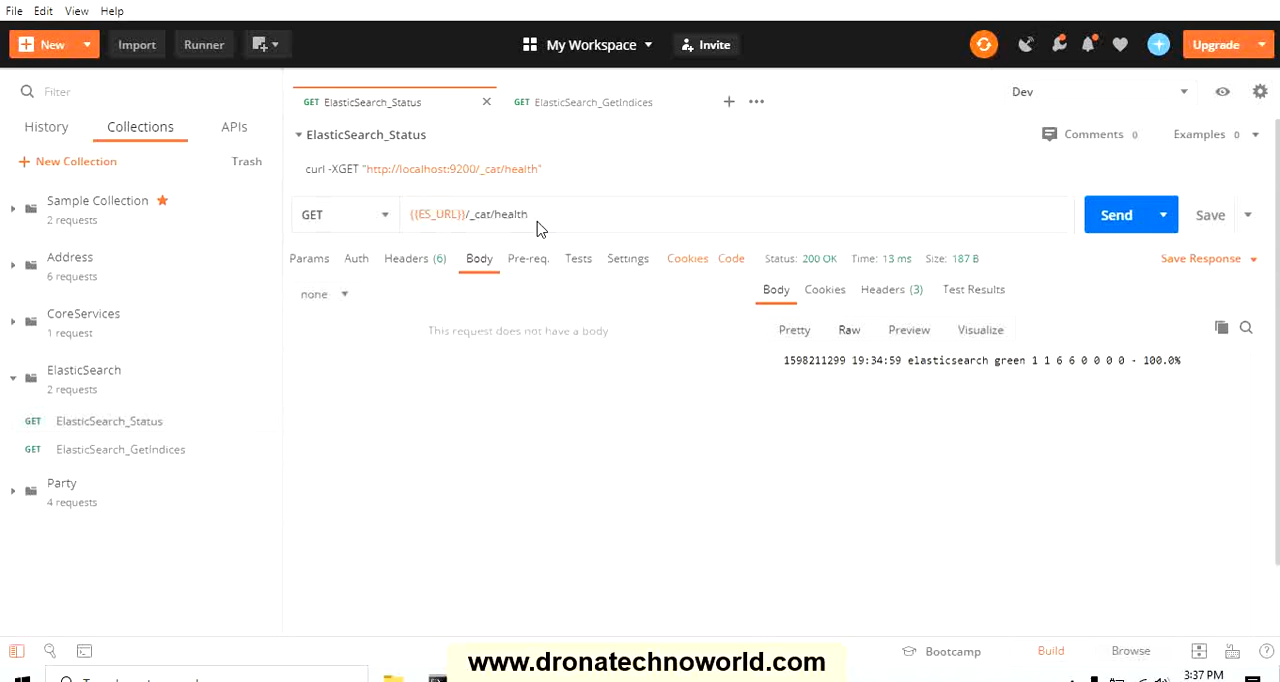 File Edit View Help
New Import Runner My Workspace Invite Upgrade
Filter
History Collections APIs
New Collection Trash
Sample Collection
2 requests
Address
6 requests
CoreServices
1 request
ElasticSearch
2 requests
GET ElasticSearch_Status
GET ElasticSearch_GetIndices
Party
4 requests
GET ElasticSearch_Status GET ElasticSearch_GetIndices Dev
ElasticSearch_Status Comments 0 Examples 0
curl -XGET "http://localhost:9200/_cat/health"
GET {{ES_URL}}/_cat/health Send Save
Params Auth Headers (6) Body Pre-req. Tests Settings Cookies Code Status: 200 OK Time: 13 ms Size: 187 B Save Response
none
This request does not have a body
Body Cookies Headers (3) Test Results
Pretty Raw Preview Visualize
1598211299 19:34:59 elasticsearch green 1 1 6 6 0 0 0 0 - 100.0%
Bootcamp Build Browse
www.dronatechnoworld.com
3:37 PM